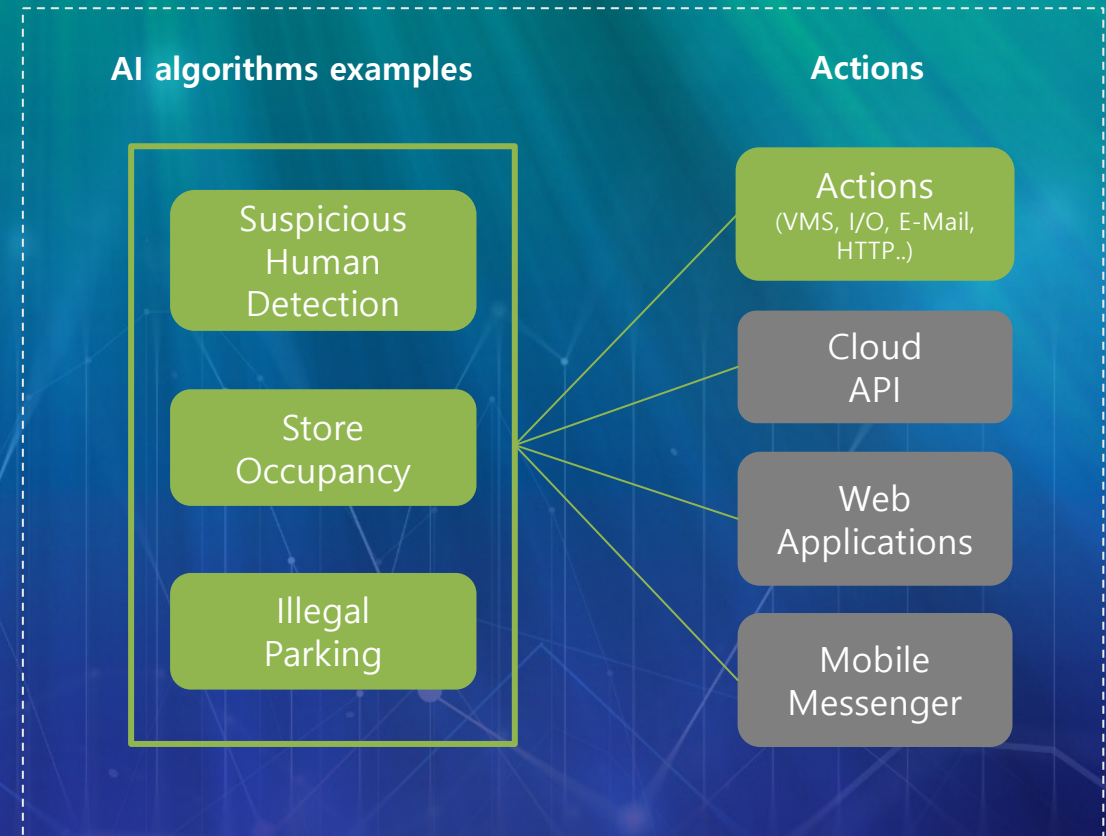 AI algorithms examples
Actions
Suspicious
Human
Detection
Store
Occupancy
Illegal
Parking
Actions
(VMS, I/O, E-Mail,
HTTP..)
Cloud
API
Web
Applications
Mobile
Messenger